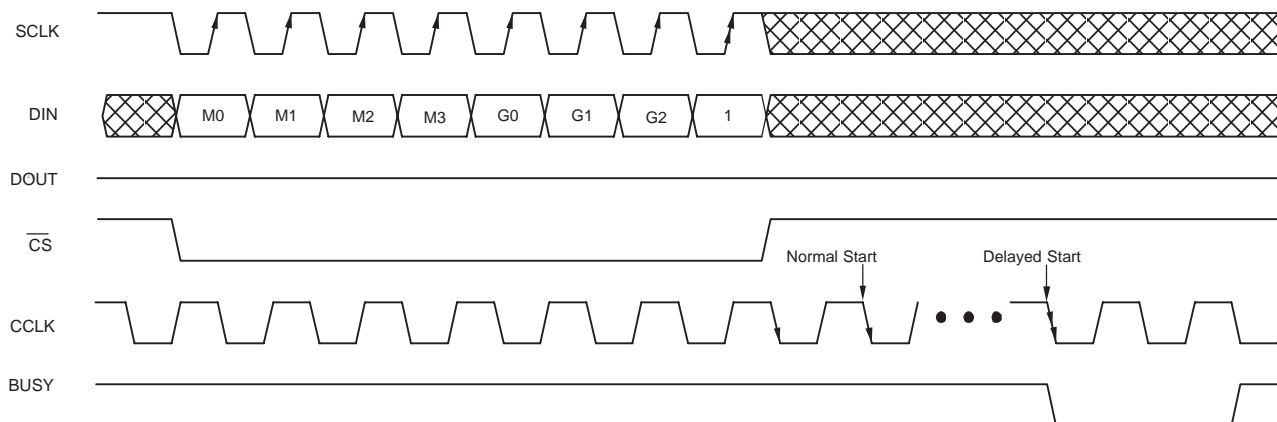 SCLK
DIN
M0 M1 M2 M3 G0 G1 G2 1
DOUT
CS
Normal Start
Delayed Start
CCLK
BUSY